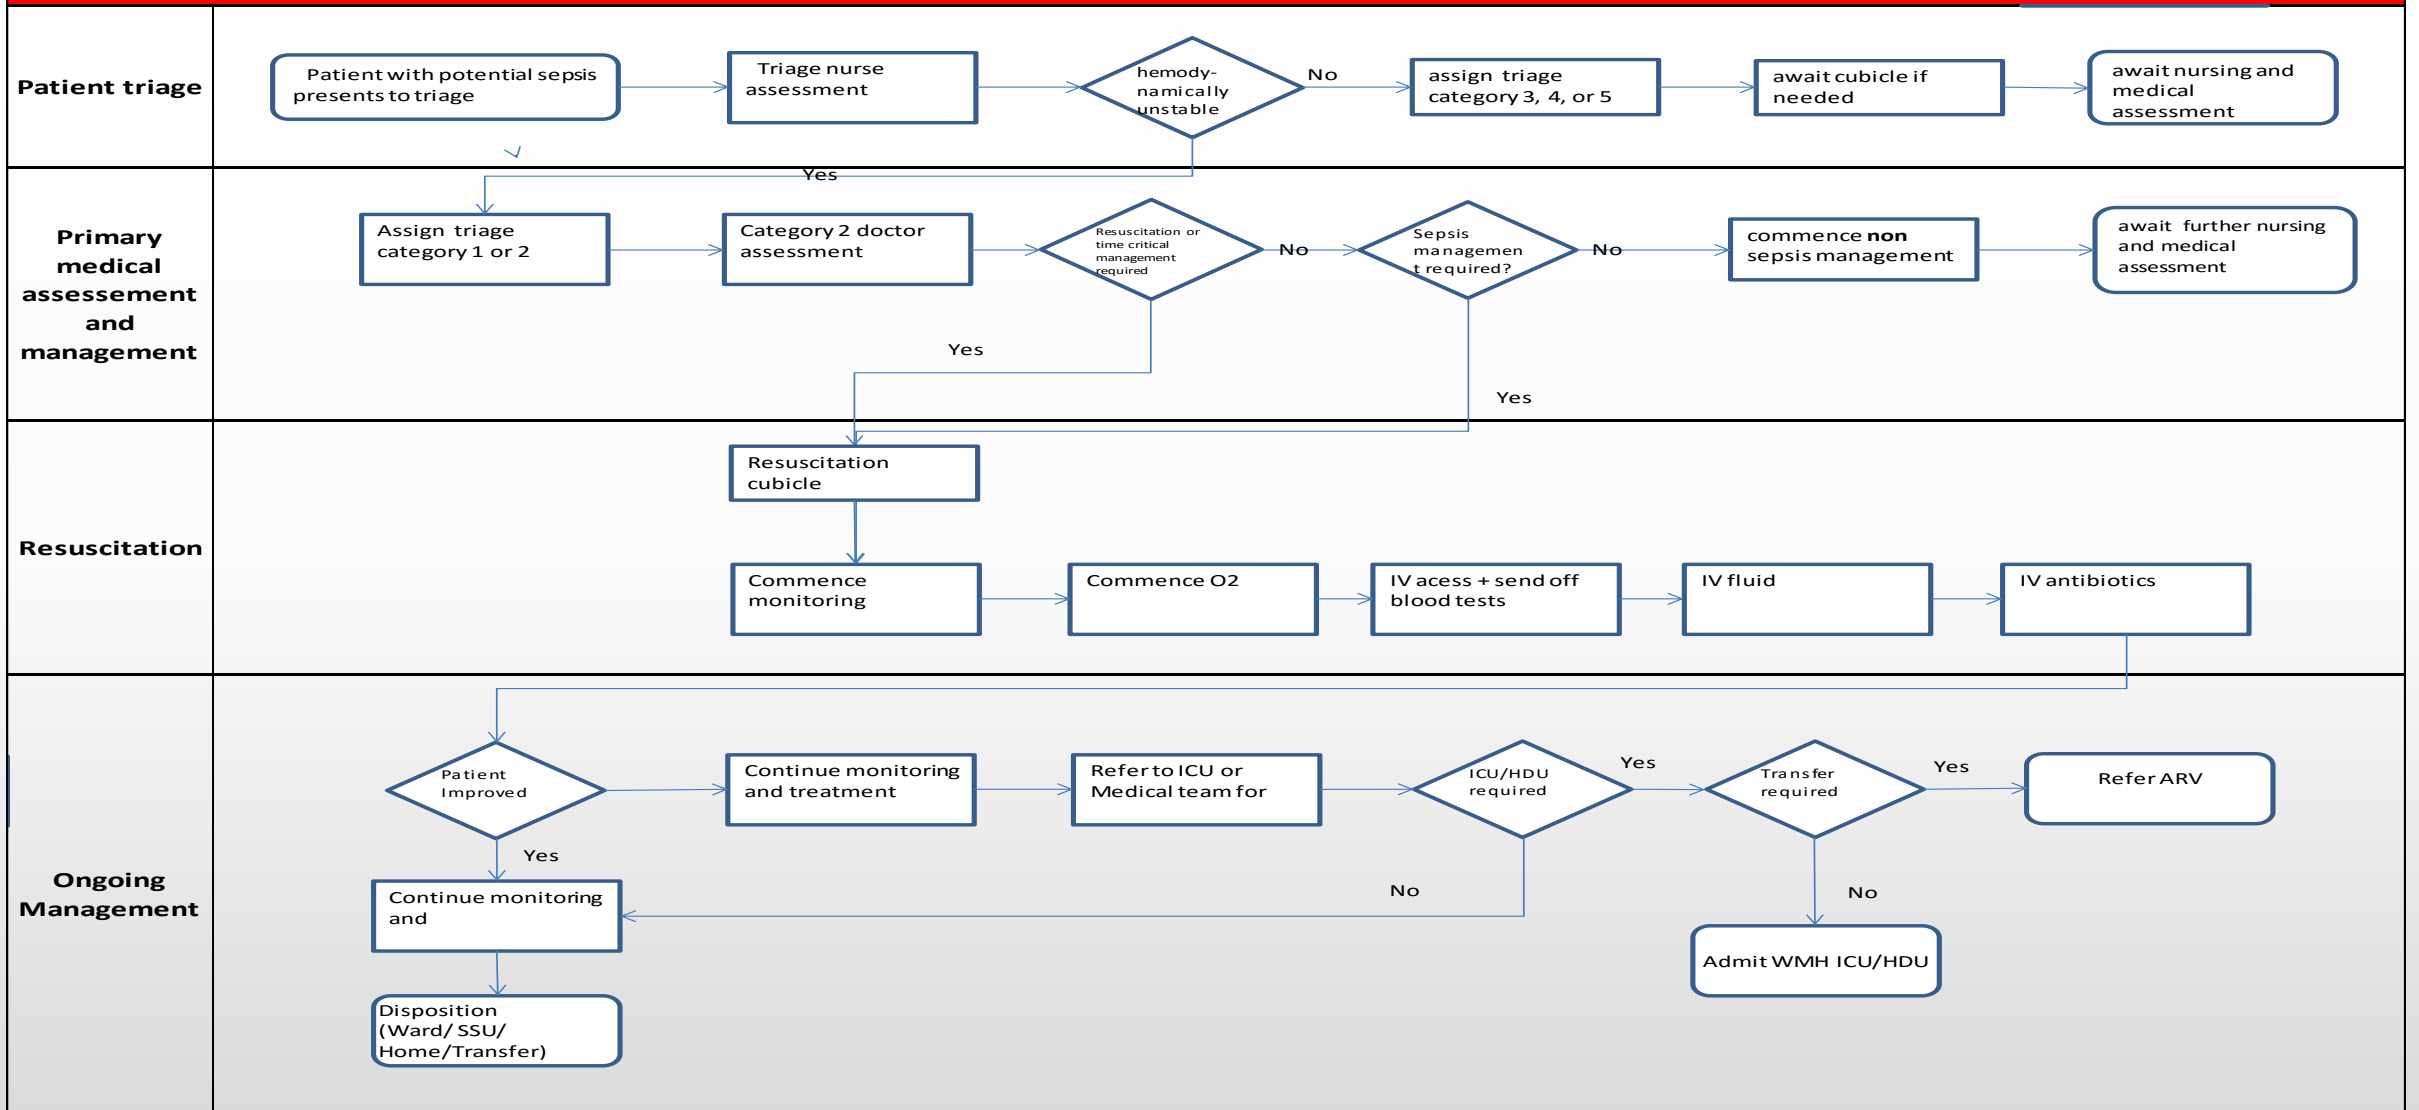 Patient triage
Patient with potential sepsis
presents to triage
Triage nurse
assessment
hemody-
namically
unstable
No
assign triage
category 3, 4, or 5
await cubicle if
needed
await nursing and
medical
assessment
Yes
Primary
medical
assessement
and
management
Assign triage
category 1 or 2
Category 2 doctor
assessment
Resuscitation or
time critical
management
required
No
Sepsis
managemen
t required?
No
commence non
sepsis management
await further nursing
and medical
assessment
Yes
Yes
Resuscitation
Resuscitation
cubicle
Commence
monitoring
Commence O2
IV acess + send off
blood tests
IV fluid
IV antibiotics
Ongoing
Management
Patient
Improved
Continue monitoring
and treatment
Refer to ICU or
Medical team for
ICU/HDU
required
Yes
Transfer
required
Yes
Refer ARV
Yes
No
No
Continue monitoring
and
Admit WMH ICU/HDU
Disposition
(Ward/ SSU/
Home/Transfer)